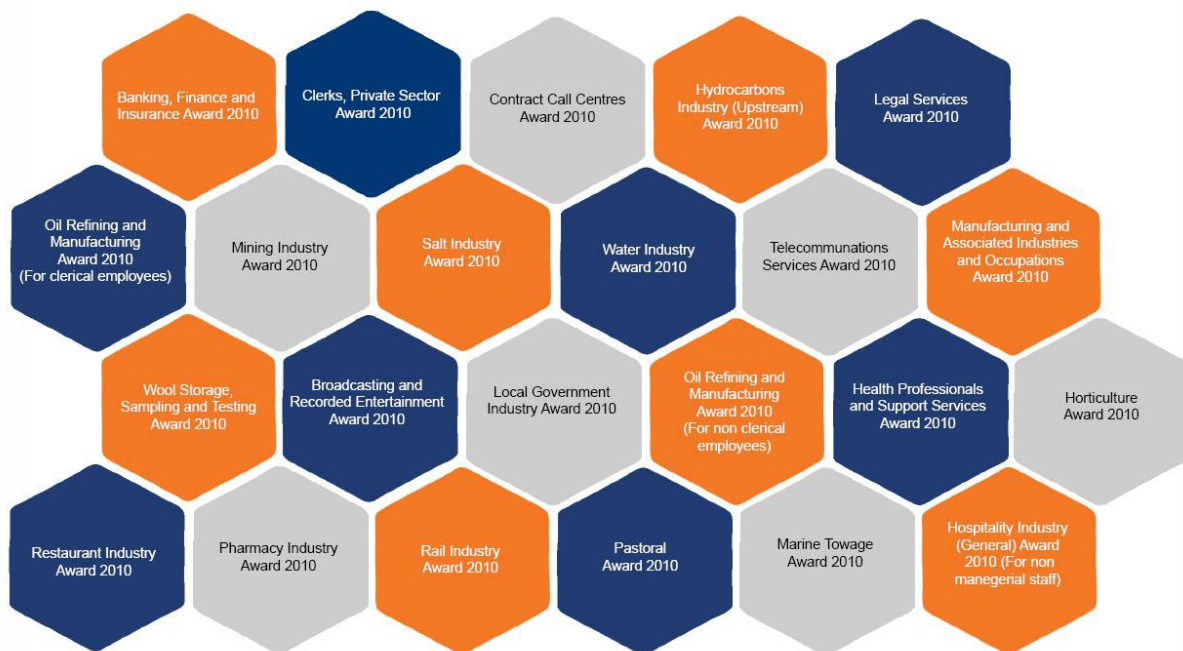 Banking, Finance and
Insurance Award 2010
Clerks, Private Sector
Award 2010
Contract Call Centres
Award 2010
Hydrocarbons
Industry (Upstream)
Award 2010
Legal Services
Award 2010
Oil Refining and
Manufacturing
Award 2010
(For clerical employees)
Mining Industry
Award 2010
Salt Industry
Award 2010
Water Industry
Award 2010
Telecommunations
Services Award 2010
Manufacturing and
Associated Industries
and Occupations
Award 2010
Wool Storage,
Sampling and Testing
Award 2010
Broadcasting and
Recorded Entertainment
Award 2010
Local Government
Industry Award 2010
Oil Refining and
Manufacturing
Award 2010
(For non clerical
employees)
Health Professionals
and Support Services
Award 2010
Horticulture
Award 2010
Restaurant Industry
Award 2010
Pharmacy Industry
Award 2010
Rail Industry
Award 2010
Pastoral
Award 2010
Marine Towage
Award 2010
Hospitality Industry
(General) Award
2010 (For non
manegerial staff)